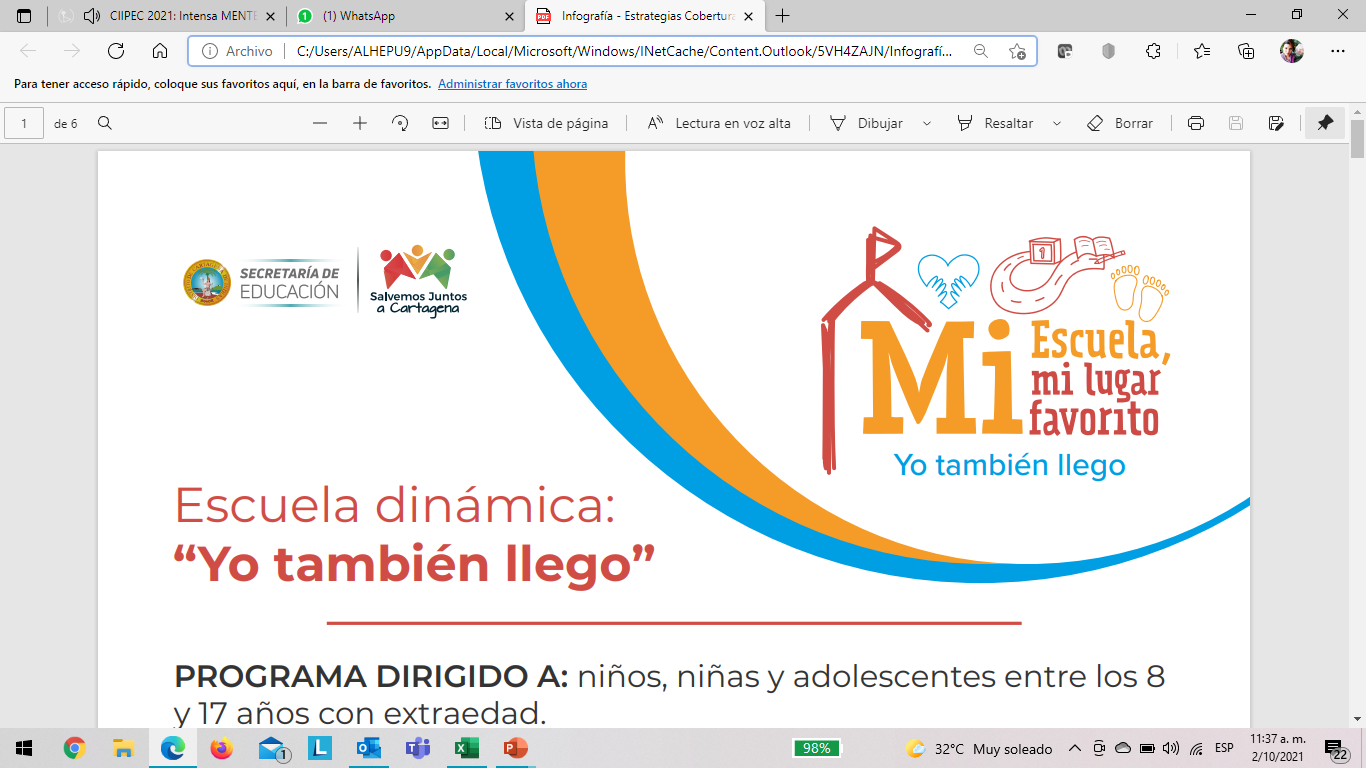 CIIPEC 2021: Intensa MENTE
(1) WhatsApp
Infografía - Estrategias Cobertura
Archivo
C:/Users/ALHEPU9/AppData/Local/Microsoft/Windows/INetCache/Content.Outlook/5VH4ZAJN/Infografí...
Para tener acceso rápido, coloque sus favoritos aquí, en la barra de favoritos. Administrar favoritos ahora
1 de 6
Vista de página
Lectura en voz alta
Dibujar
Resaltar
Borrar
SECRETARÍA DE
EDUCACIÓN
Salvemos Juntos
a Cartagena
1
Mi Escuela,
mi lugar
favorito
Yo también llego
Escuela dinámica:
“Yo también llego”
PROGRAMA DIRIGIDO A: niños, niñas y adolescentes entre los 8
y 17 años con extraedad.
1
L
98%
32°C Muy soleado
ESP
11:37 a. m.
2/10/2021
22